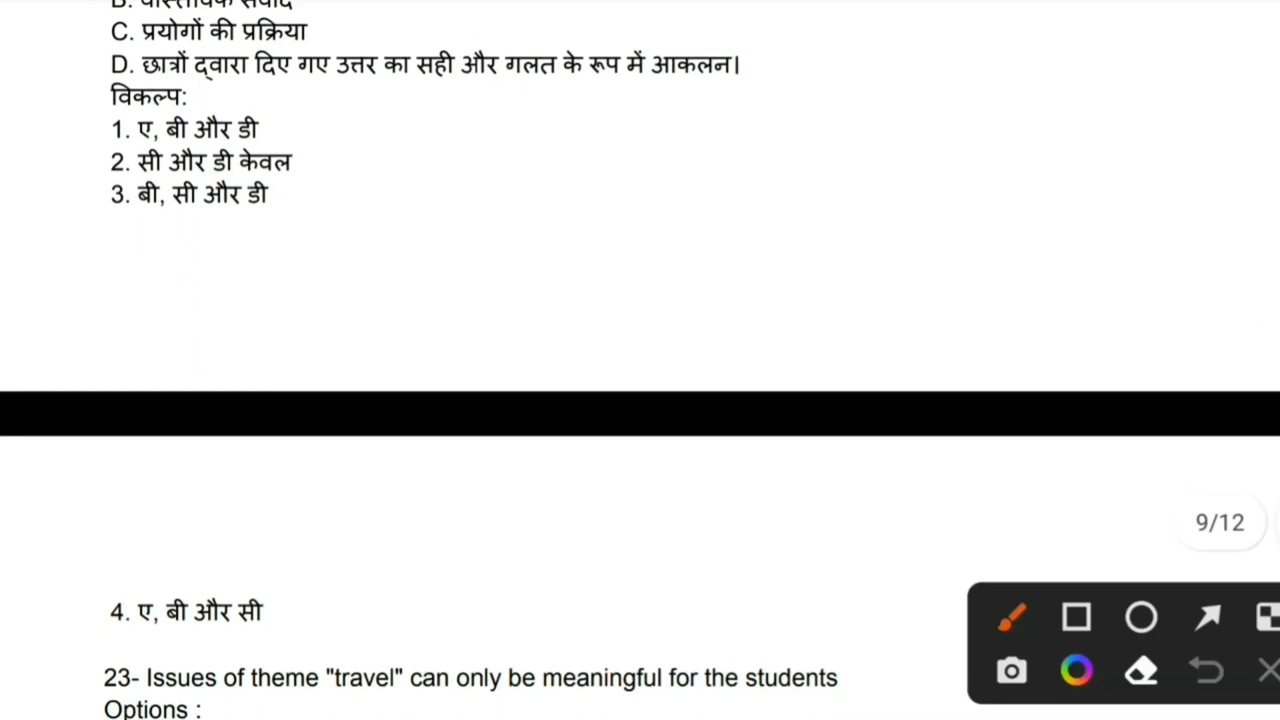 C. प्रयोगों की प्रक्रिया
D. छात्रों द्वारा दिए गए उत्तर का सही और गलत के रूप में आकलन।
विकल्प:
1. ए, बी और डी
2. सी और डी केवल
3. बी, सी और डी
9/12
4. ए, बी और सी
23- Issues of theme "travel" can only be meaningful for the students
Options :